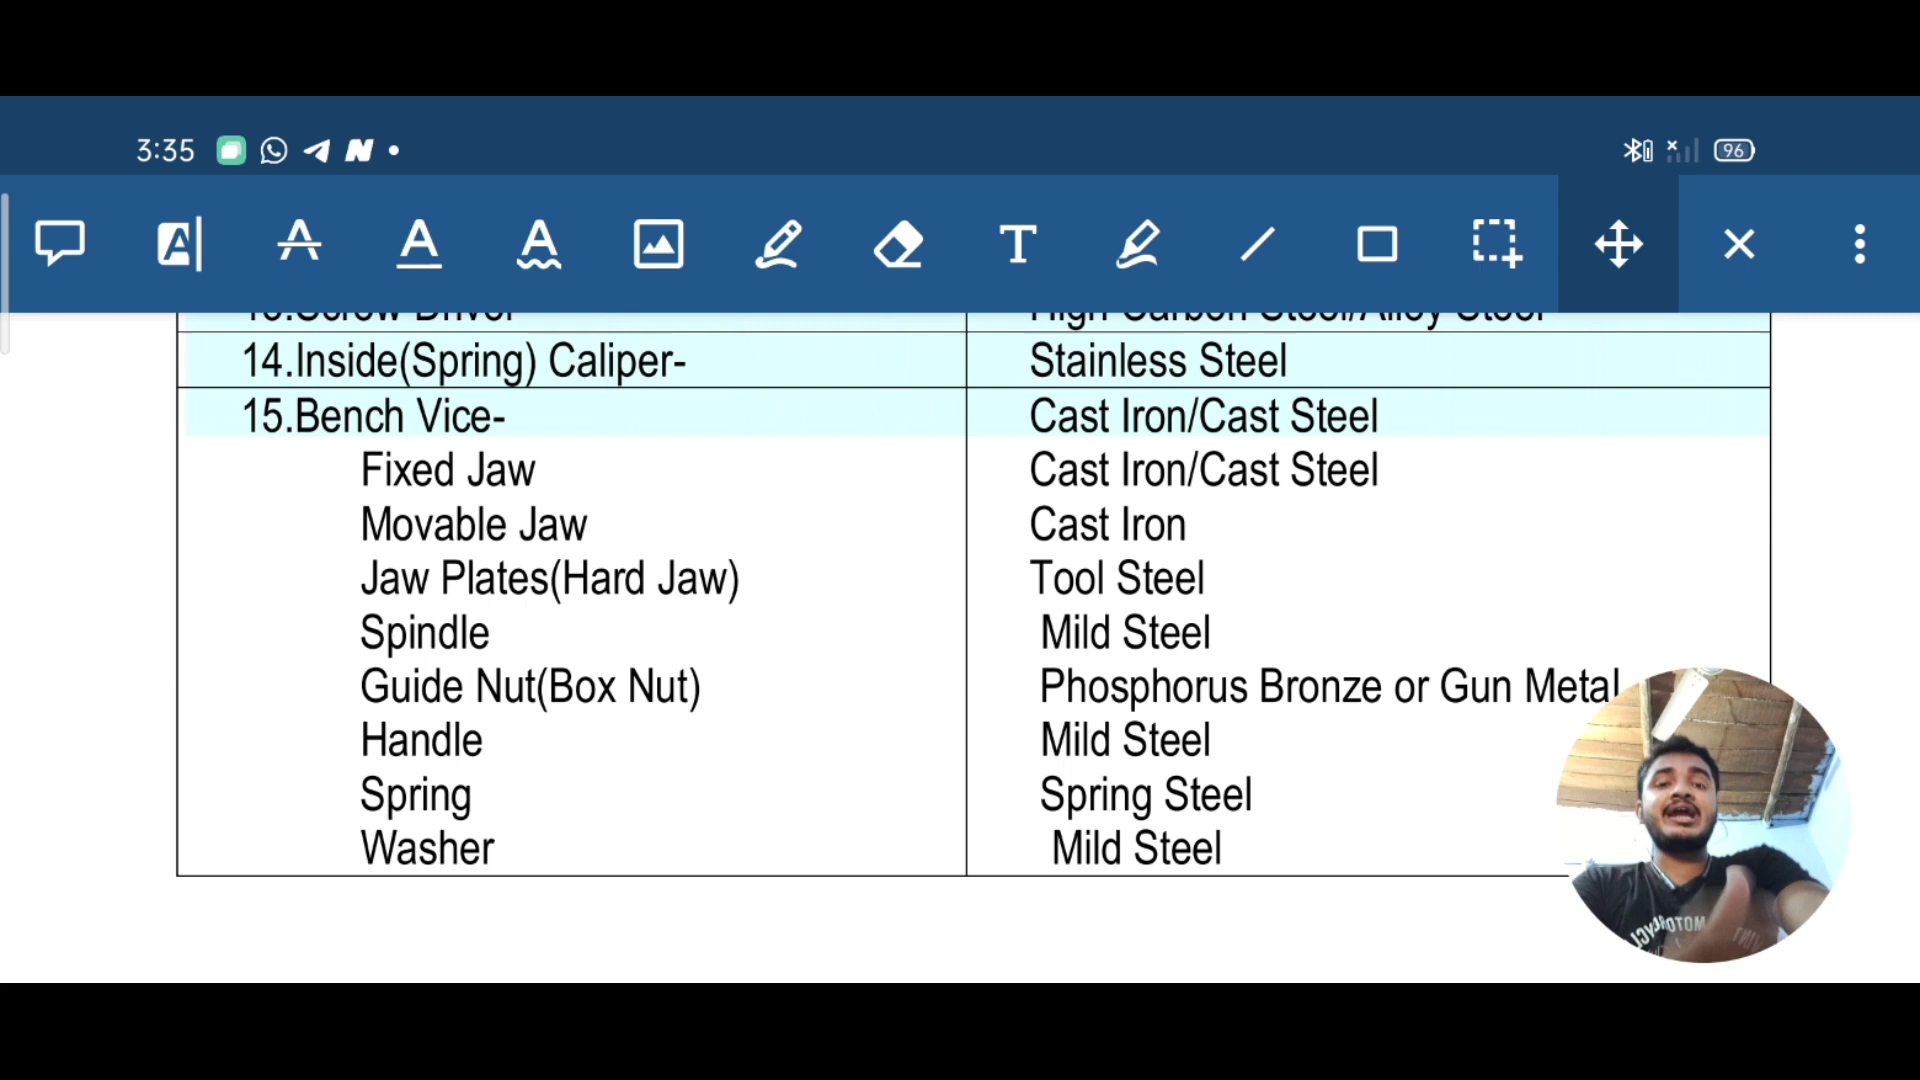 3:35
96
14.Inside(Spring) Caliper- Stainless Steel
15.Bench Vice- Cast Iron/Cast Steel
Fixed Jaw Cast Iron/Cast Steel
Movable Jaw Cast Iron
Jaw Plates(Hard Jaw) Tool Steel
Spindle Mild Steel
Guide Nut(Box Nut) Phosphorus Bronze or Gun Metal
Handle Mild Steel
Spring Spring Steel
Washer Mild Steel